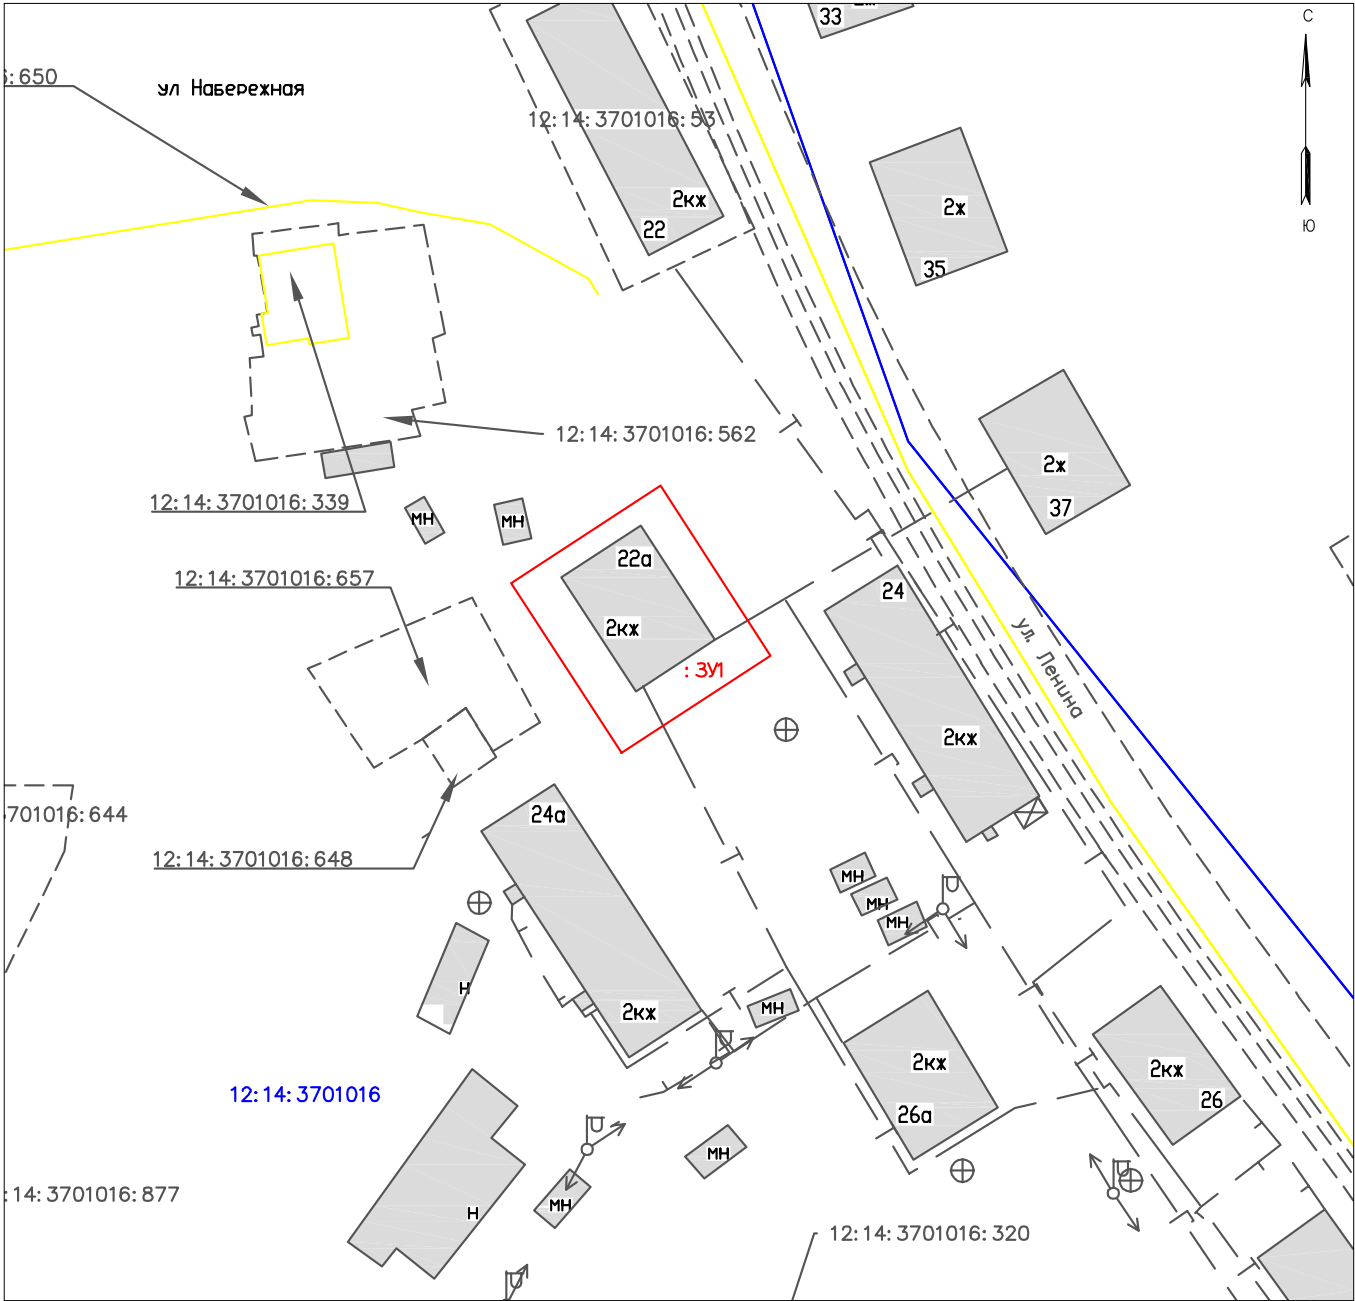 С
33
:650
ул Набережная
12:14:3701016:53
2кж
22
2ж
35
Ю
12:14:3701016:562
2ж
37
12:14:3701016:339
мн
мн
22а
12:14:3701016:657
24
2кж
:ЗУ1
ул. Ленина
2кж
701016:644
24а
12:14:3701016:648
мн
мн
мн
н
2кж
мн
2кж
2кж
12:14:3701016
26
26а
мн
:14:3701016:877
мн
н
12:14:3701016:320